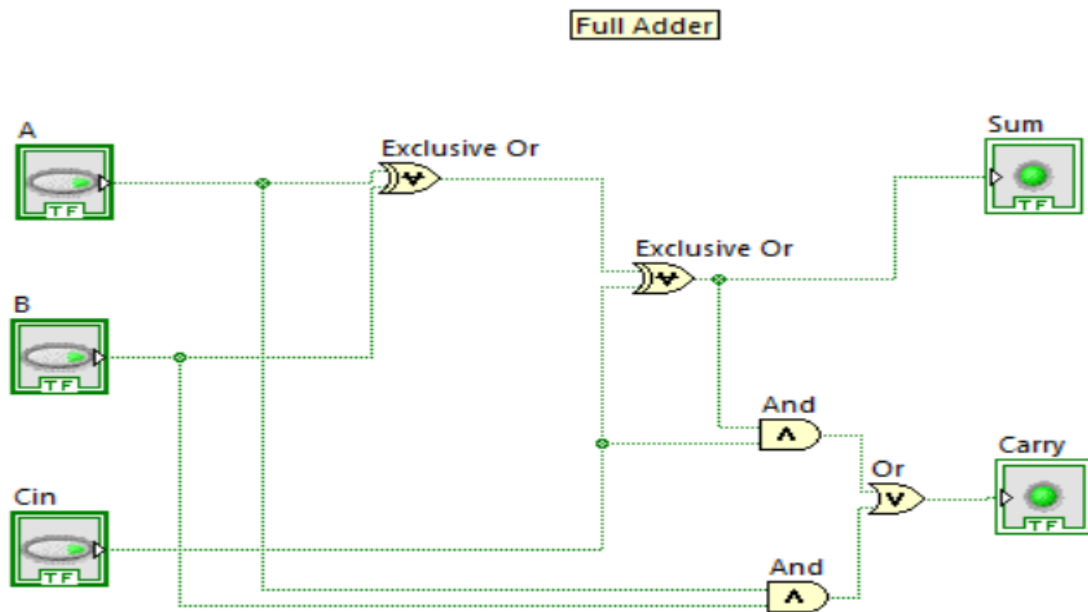 Full Adder
A
Exclusive Or
Sum
TF
TF
Exclusive Or
B
TF
And
Carry
Or
Cin
TF
TF
And